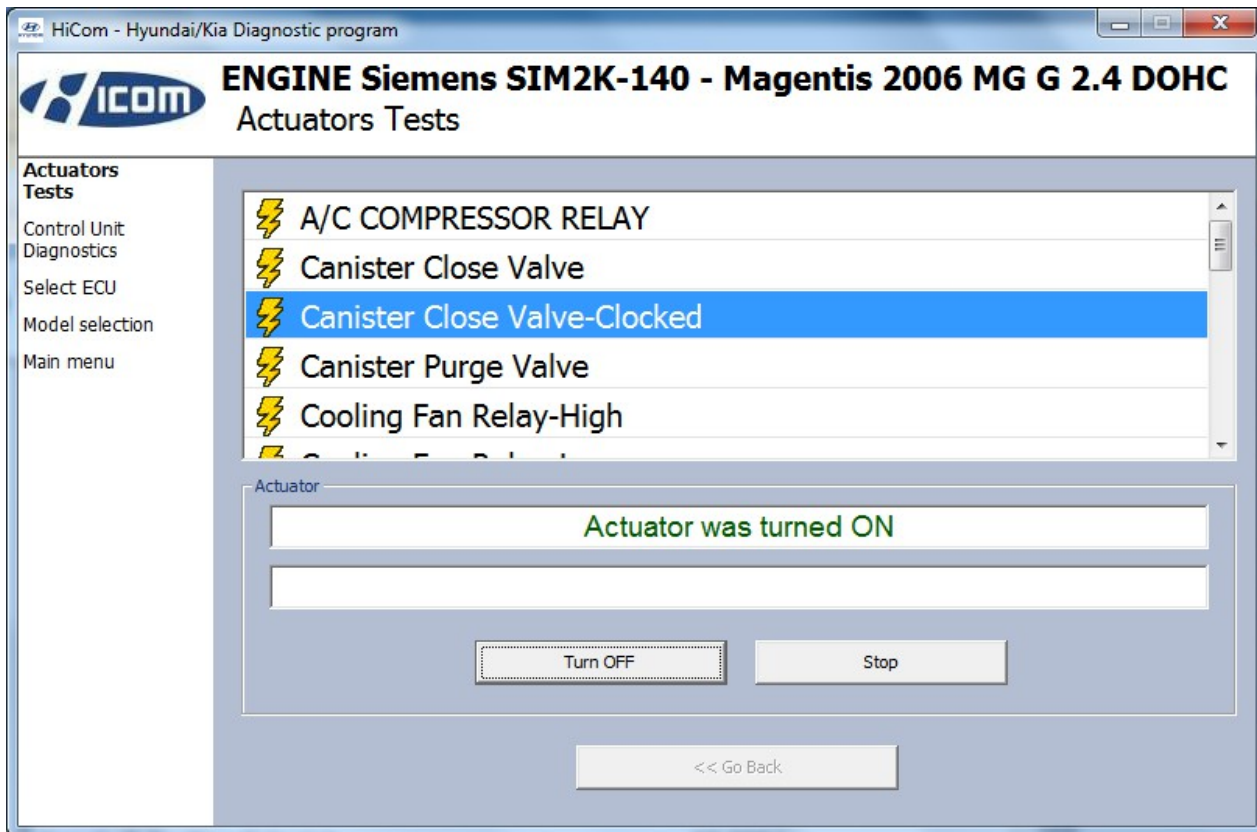 HiCom - Hyundai/Kia Diagnostic program
HICOM
ENGINE Siemens SIM2K-140 - Magentis 2006 MG G 2.4 DOHC
Actuators Tests
Actuators
Tests
Control Unit
Diagnostics
Select ECU
Model selection
Main menu
A/C COMPRESSOR RELAY
Canister Close Valve
Canister Close Valve-Clocked
Canister Purge Valve
Cooling Fan Relay-High
Actuator
Actuator was turned ON
Turn OFF
Stop
<< Go Back